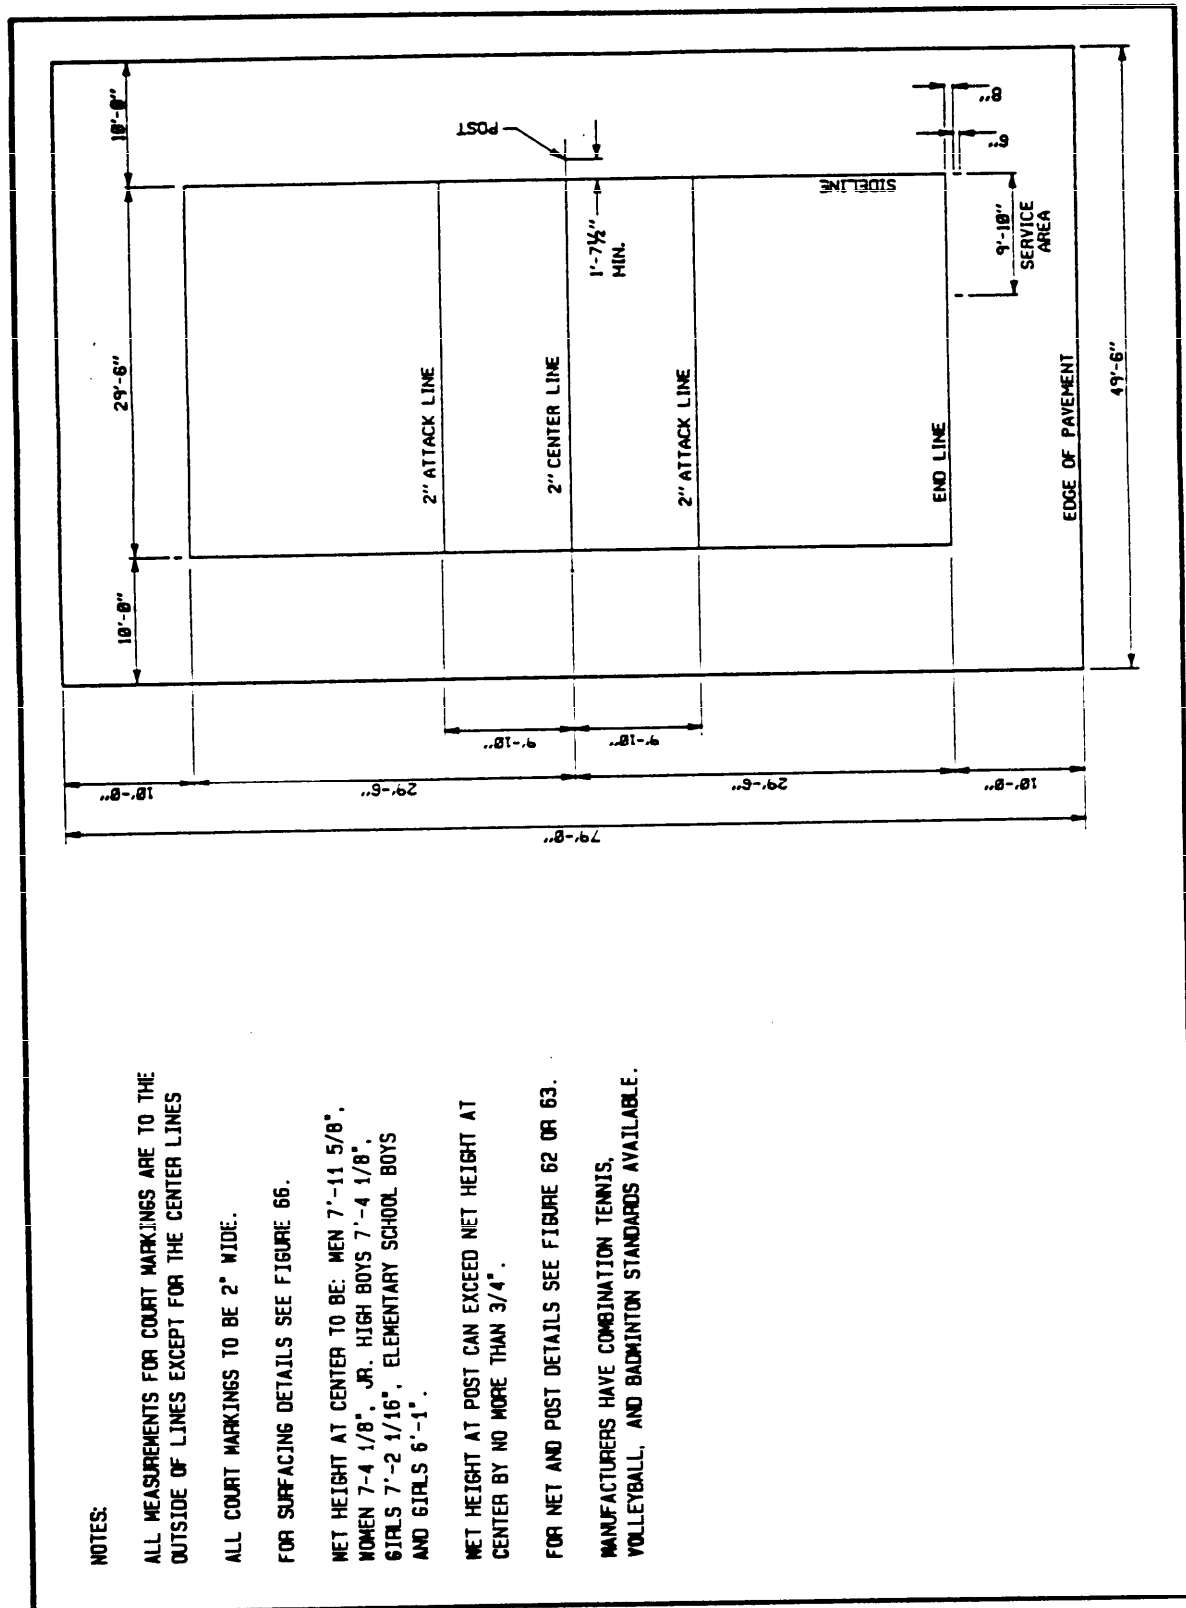 NOTES:
ALL MEASUREMENTS FOR COURT MARKINGS ARE TO THE
OUTSIDE OF LINES EXCEPT FOR THE CENTER LINES
ALL COURT MARKINGS TO BE 2" WIDE.
FOR SURFACING DETAILS SEE FIGURE 66.
NET HEIGHT AT CENTER TO BE: MEN 7'-11 5/8",
WOMEN 7-4 1/8", JR. HIGH BOYS 7'-4 1/8",
GIRLS 7'-2 1/16", ELEMENTARY SCHOOL BOYS
AND GIRLS 6'-1".
NET HEIGHT AT POST CAN EXCEED NET HEIGHT AT
CENTER BY NO MORE THAN 3/4".
FOR NET AND POST DETAILS SEE FIGURE 62 OR 63.
MANUFACTURERS HAVE COMBINATION TENNIS,
VOLLEYBALL, AND BADMINTON STANDARDS AVAILABLE.
79'-0"
10'-0"
29'-6"
29'-6"
10'-0"
9'-10"
9'-10"
10'-0"
29'-6"
10'-0"
2" ATTACK LINE
2" CENTER LINE
2" ATTACK LINE
END LINE
EDGE OF PAVEMENT
49'-6"
POST
1'-7½"
MIN.
SIDELINE
9'-10"
SERVICE
AREA
6"
8"